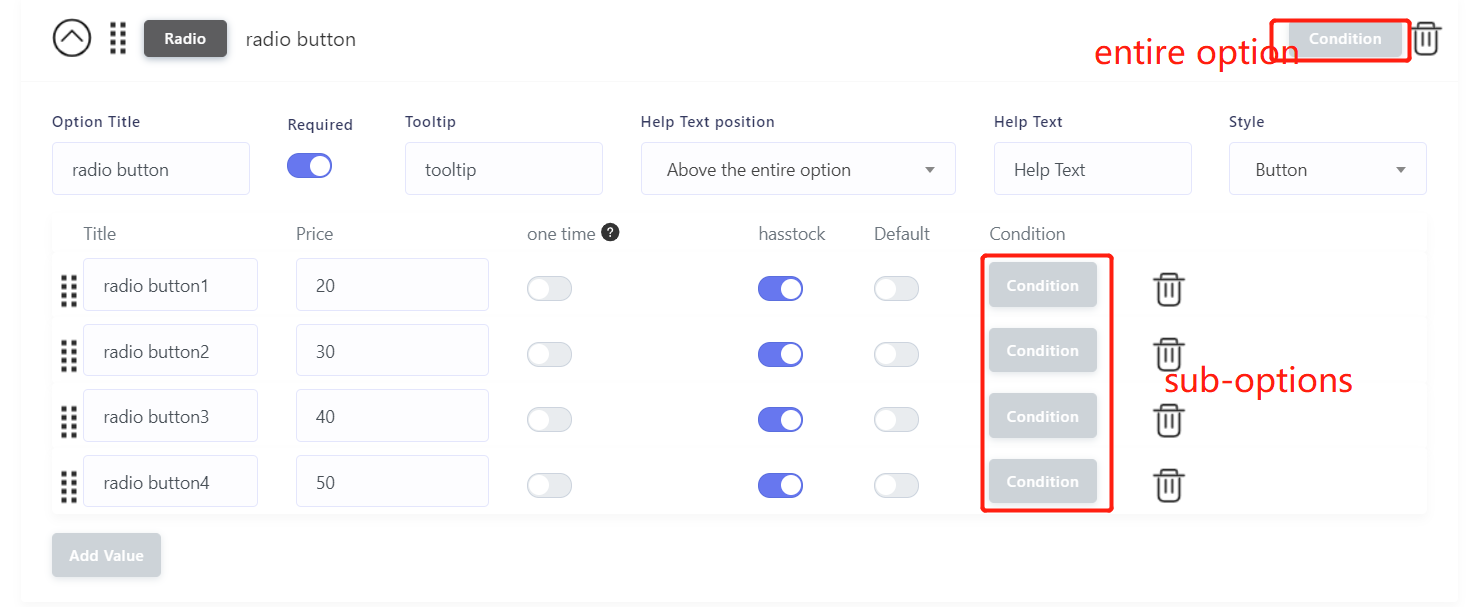 Radio radio button entire option Condition
Option Title Required Tooltip Help Text position Help Text Style
radio button tooltip Above the entire option Help Text Button
Title Price one time ? hasstock Default Condition
radio button1 20 Condition
radio button2 30 Condition
sub-options
radio button3 40 Condition
radio button4 50 Condition
Add Value